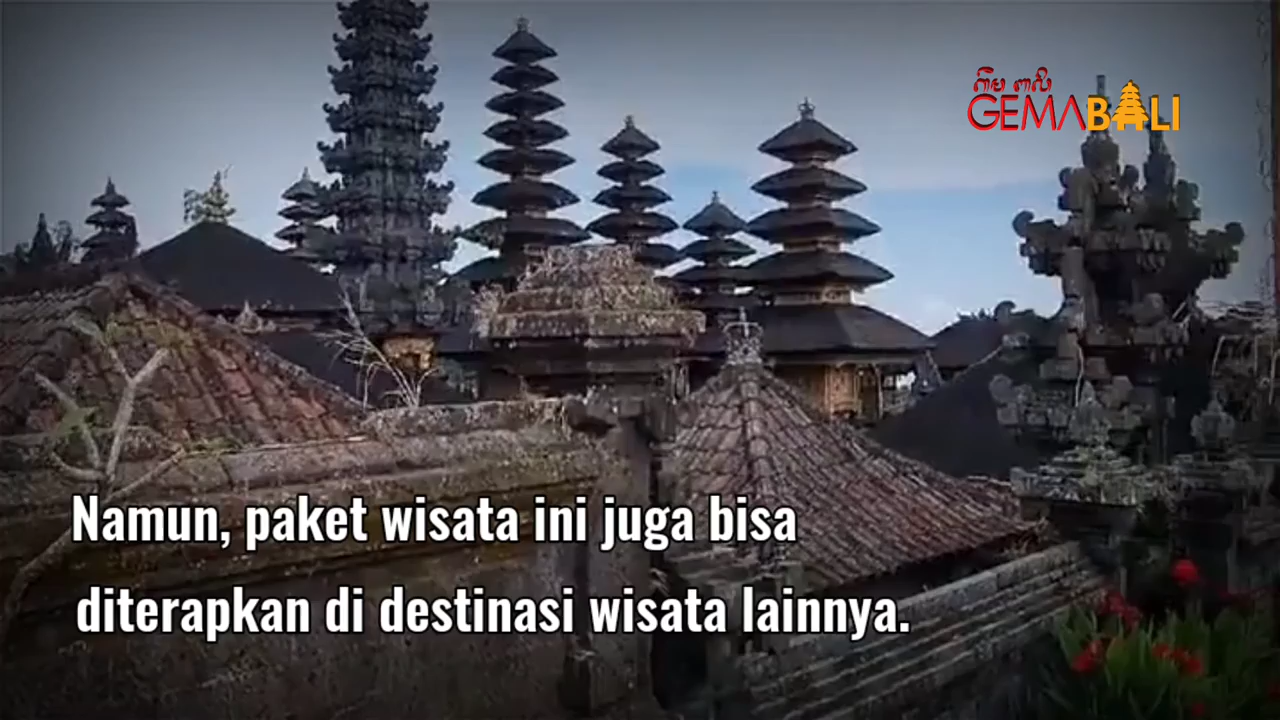 GEMABALI
Namun, paket wisata ini juga bisa
diterapkan di destinasi wisata lainnya.